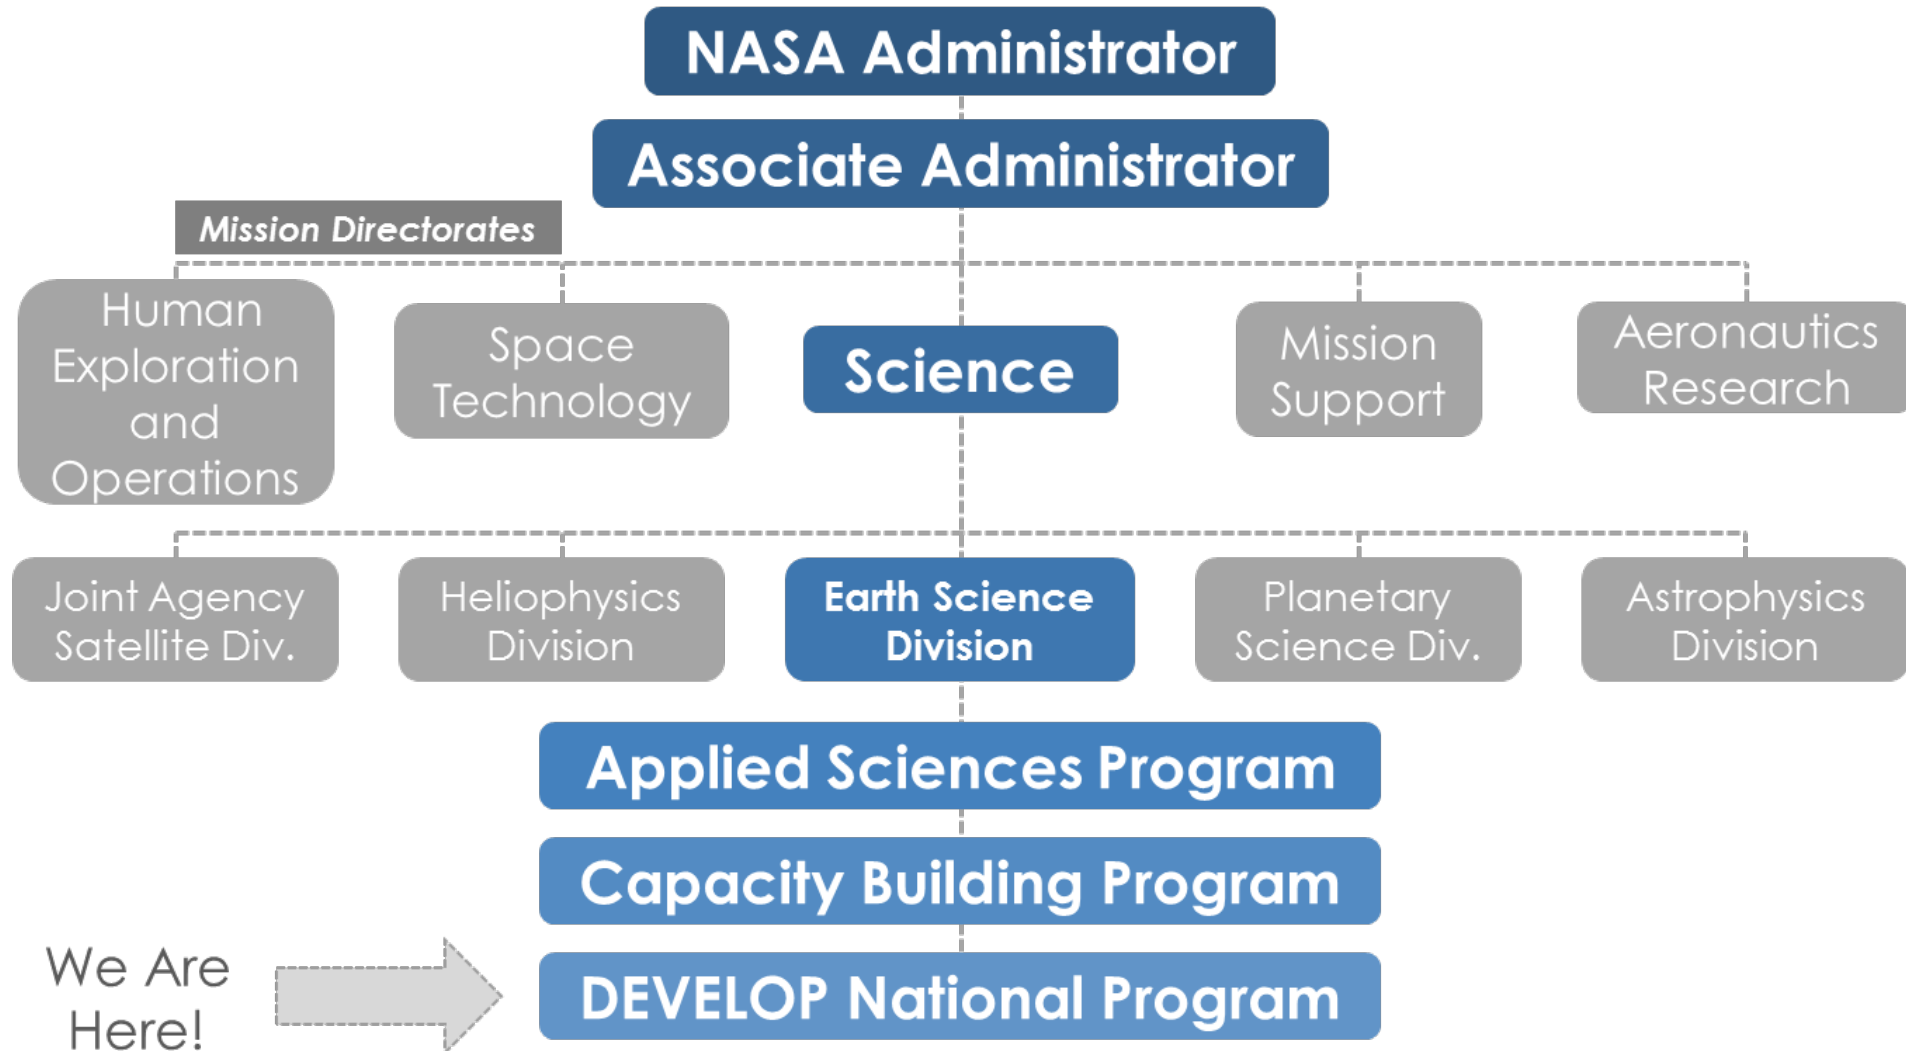 NASA Administrator
Associate Administrator
Mission Directorates
Human
Exploration
and
Operations
Space
Technology
Science
Mission
Support
Aeronautics
Research
Joint Agency
Satellite Div.
Heliophysics
Division
Earth Science
Division
Planetary
Science Div.
Astrophysics
Division
Applied Sciences Program
Capacity Building Program
We Are
Here!
DEVELOP National Program